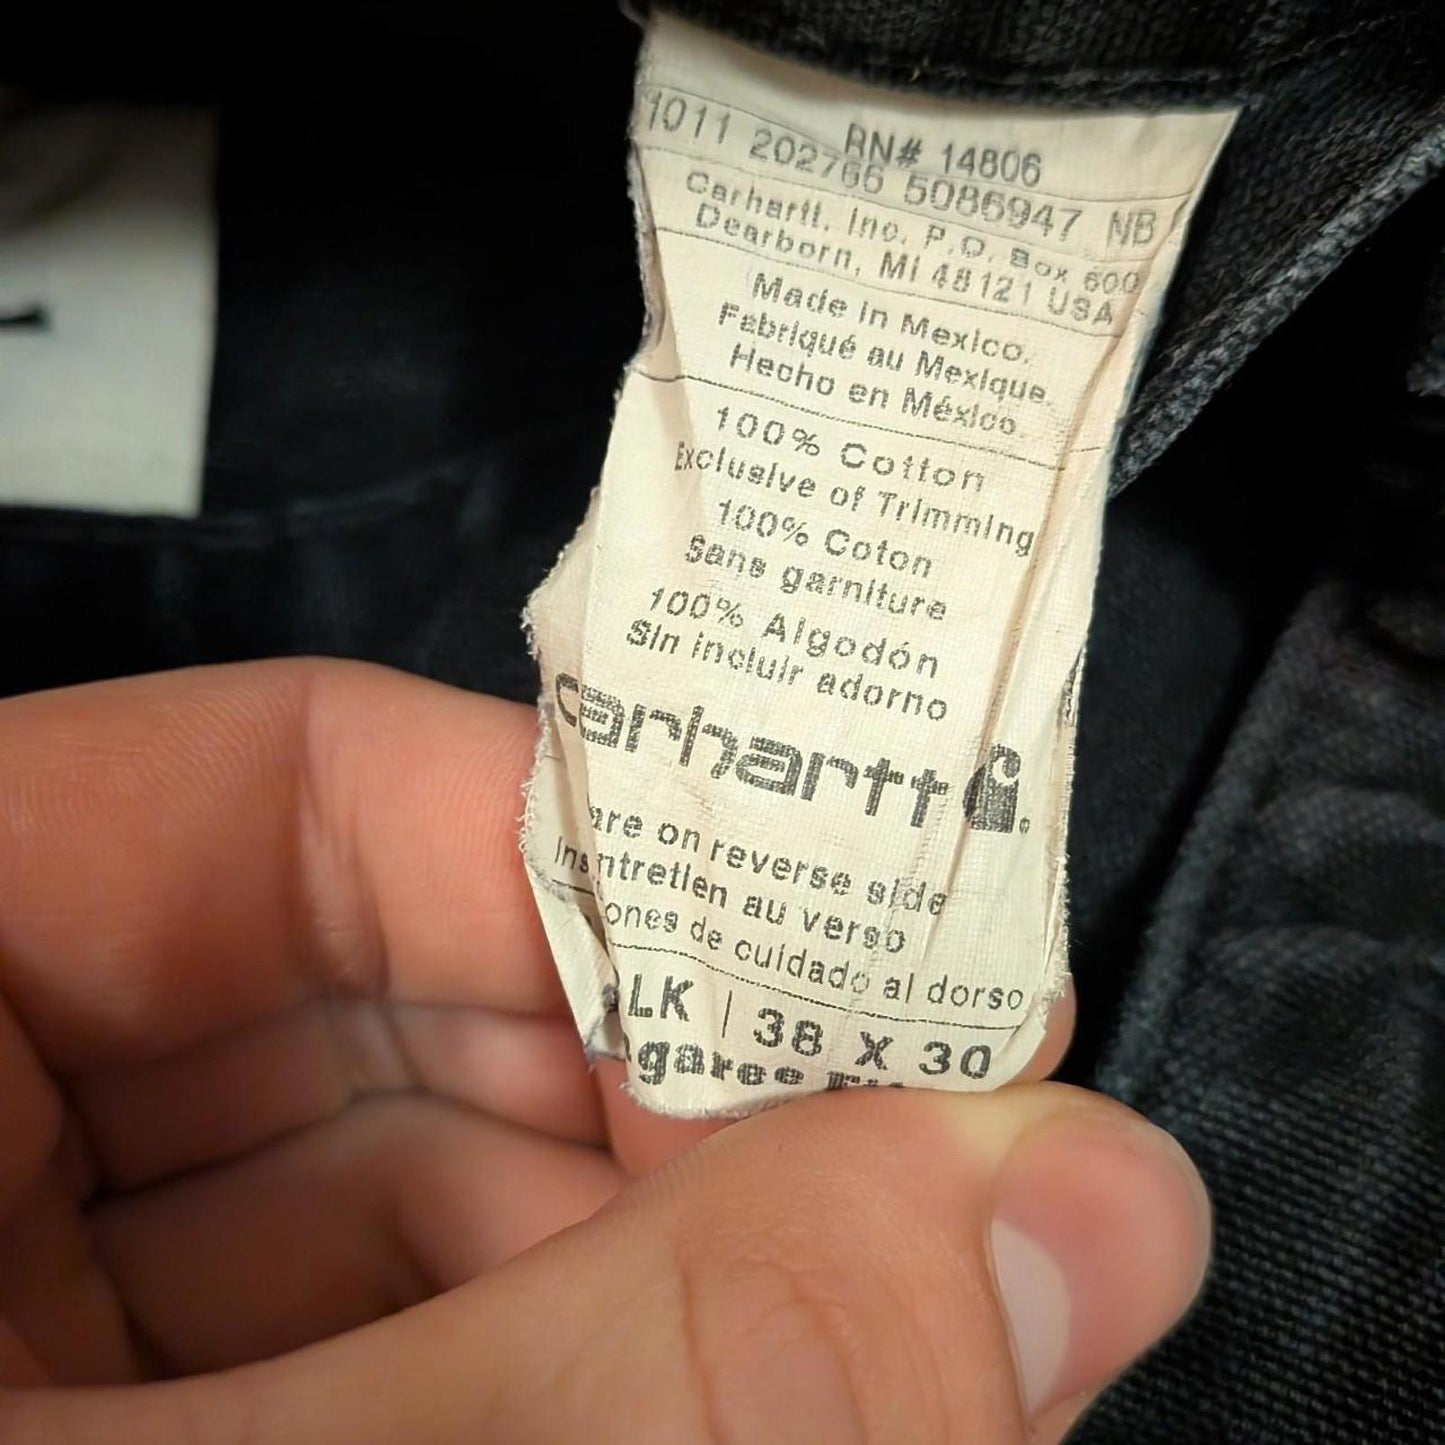 RN# 14806
1011 202766 5086947 NB
Carhartt, Inc. P.O. Box 600
Dearborn, MI 48121 USA
Made in Mexico.
Fabriqué au Mexique.
Hecho en México.
100% Cotton
Exclusive of Trimming
100% Coton
Sans garniture
100% Algodón
Sin incluir adorno
carhartt
are on reverse side
Ins ntretien au verso
ones de cuidado al dorso
LK | 38 x 30